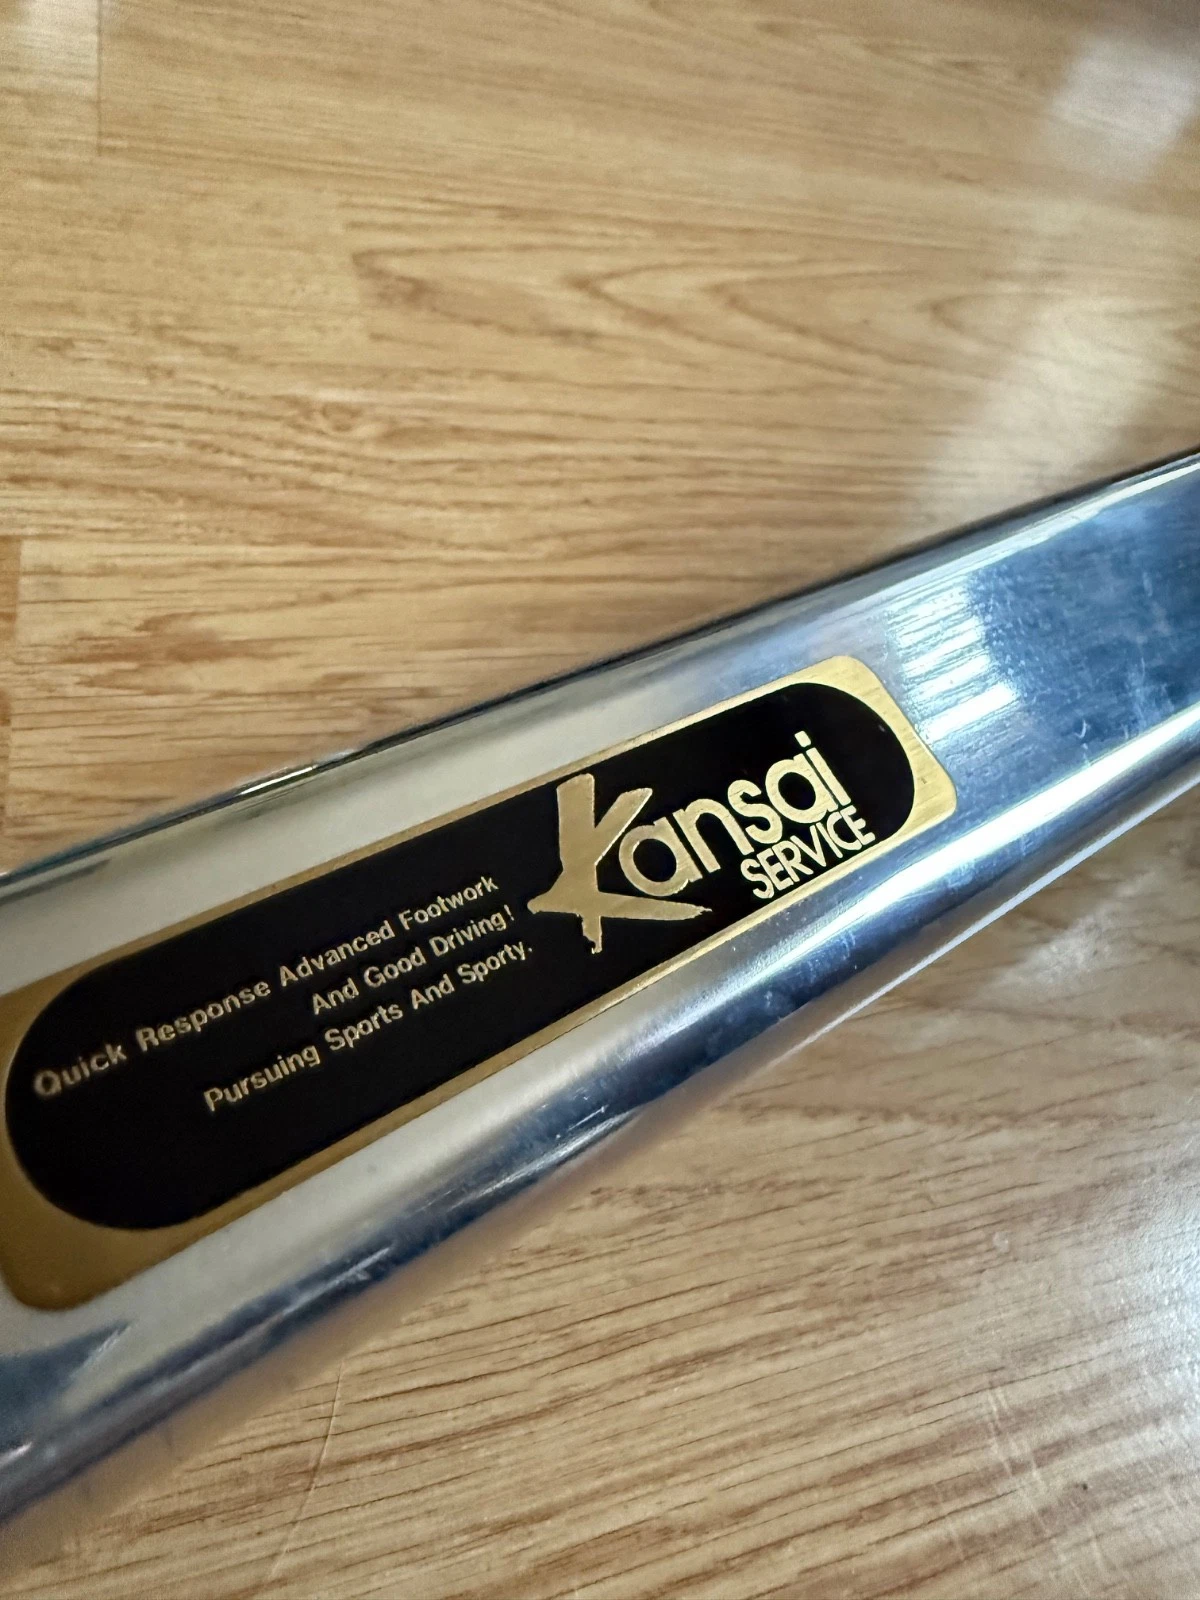 Quick Response Advanced Footwork
And Good Driving!
Pursuing Sports And Sporty.
Kansai
SERVICE